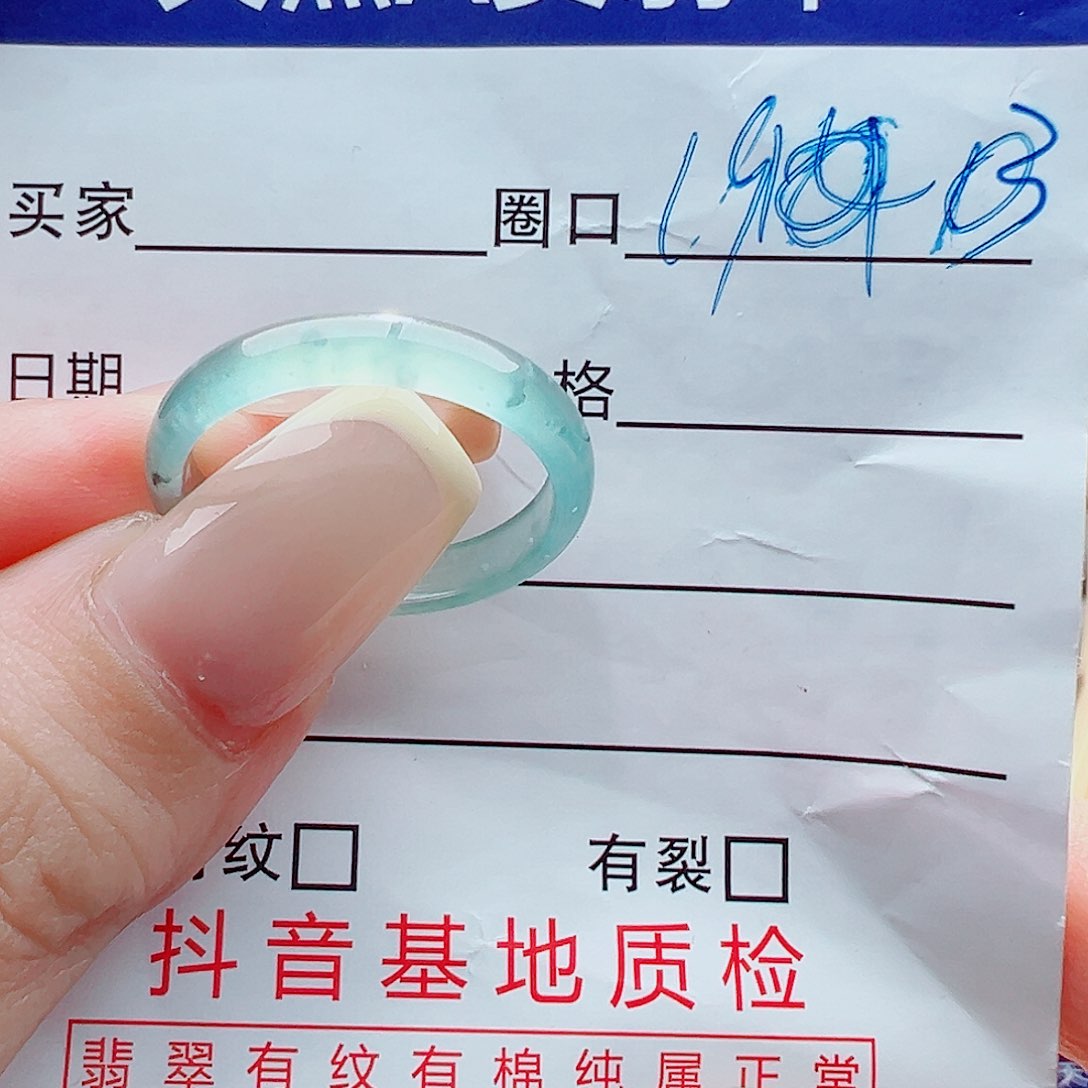 买家 圈口
日期 格
纹 有裂
抖音基地质检
翡翠有纹有棉纯属正常